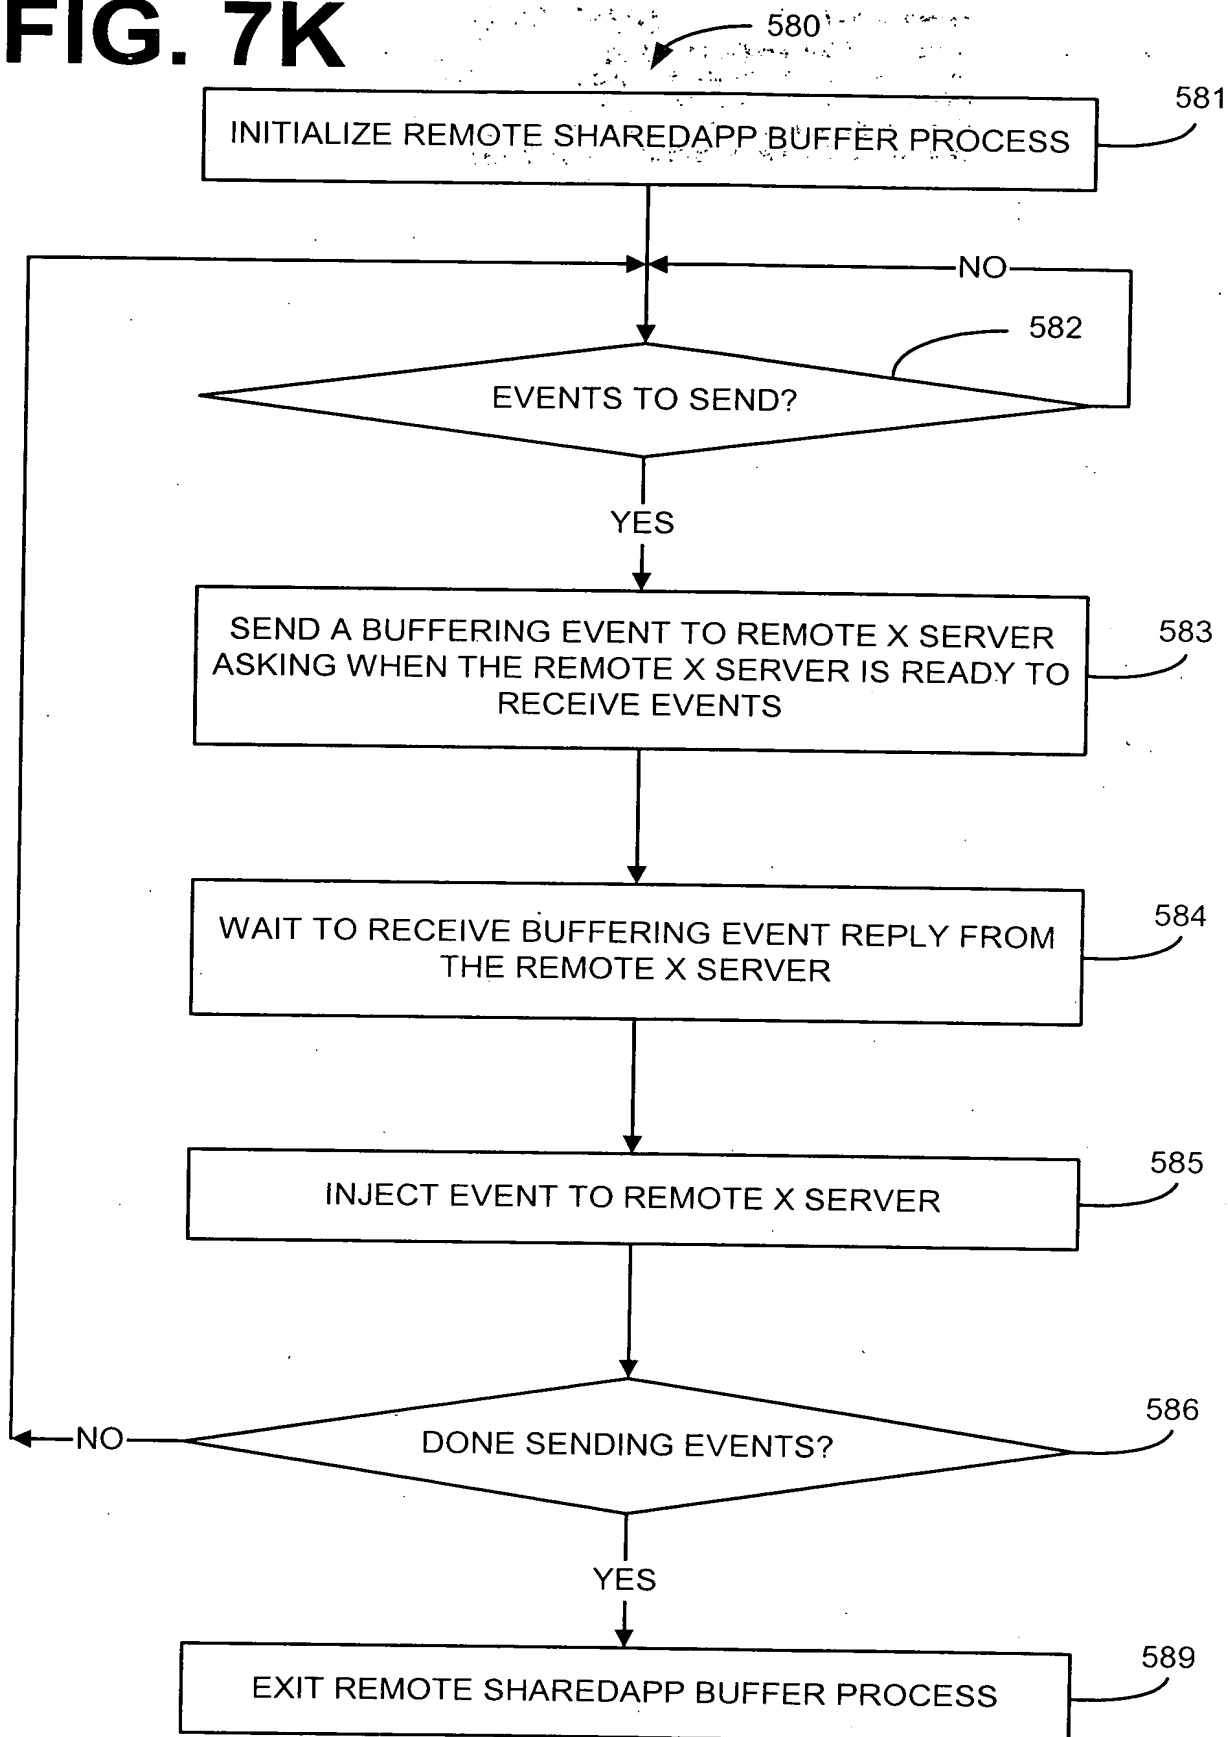 FIG. 7K
580
581
INITIALIZE REMOTE SHAREDAPP BUFFER PROCESS
NO
582
EVENTS TO SEND?
YES
583
SEND A BUFFERING EVENT TO REMOTE X SERVER
ASKING WHEN THE REMOTE X SERVER IS READY TO
RECEIVE EVENTS
584
WAIT TO RECEIVE BUFFERING EVENT REPLY FROM
THE REMOTE X SERVER
585
INJECT EVENT TO REMOTE X SERVER
586
NO
DONE SENDING EVENTS?
YES
589
EXIT REMOTE SHAREDAPP BUFFER PROCESS